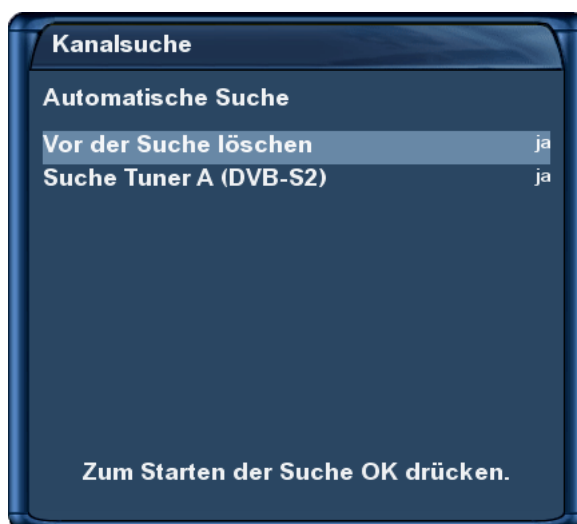 Kanalsuche
Automatische Suche
Vor der Suche löschen ja
Suche Tuner A (DVB-S2) ja
Zum Starten der Suche OK drücken.